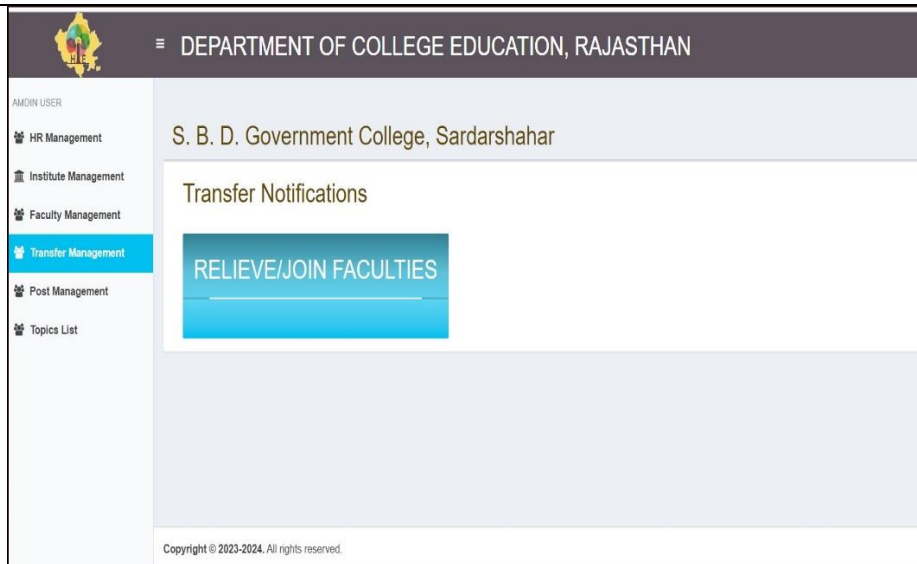 HTE
≡ DEPARTMENT OF COLLEGE EDUCATION, RAJASTHAN
AMDIN USER
HR Management
Institute Management
Faculty Management
Transfer Management
Post Management
Topics List
S. B. D. Government College, Sardarshahar
Transfer Notifications
RELIEVE/JOIN FACULTIES
Copyright © 2023-2024. All rights reserved.